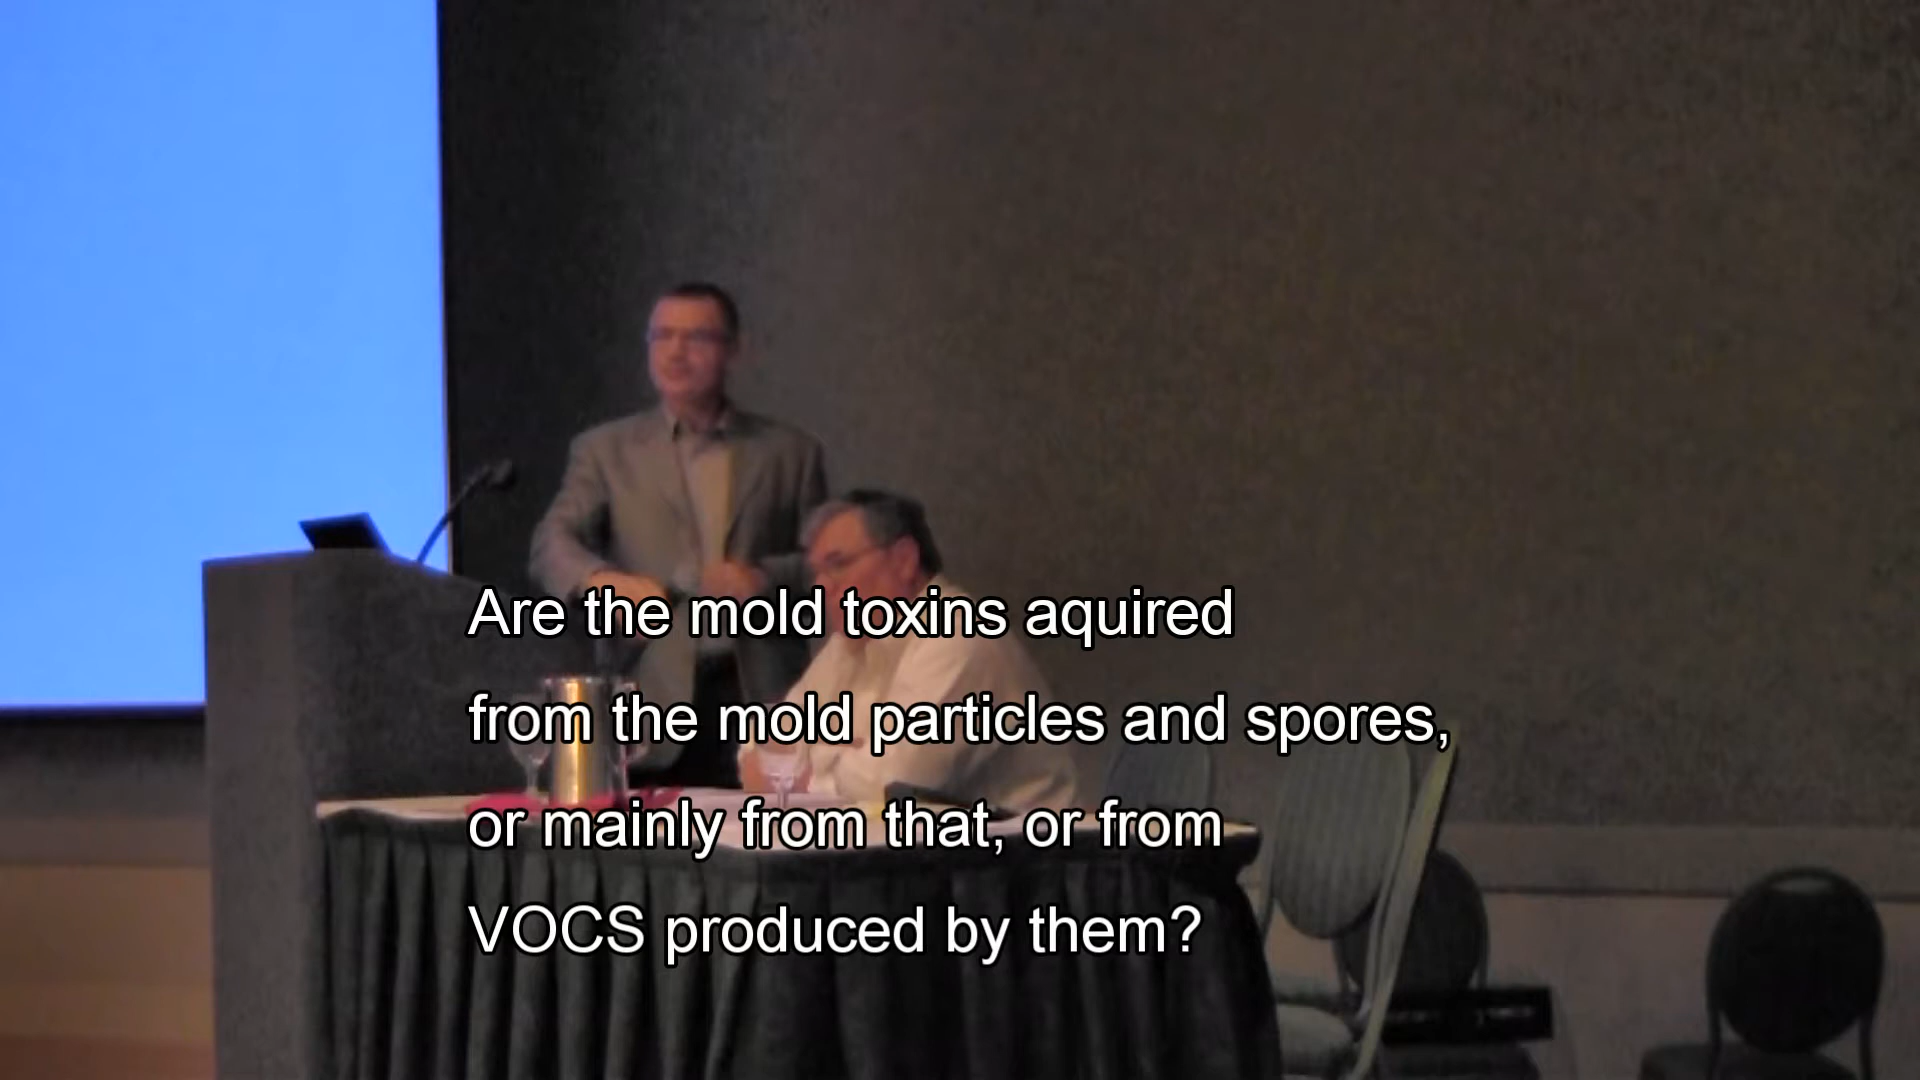 Are the mold toxins aquired
from the mold particles and spores,
or mainly from that, or from
VOCS produced by them?